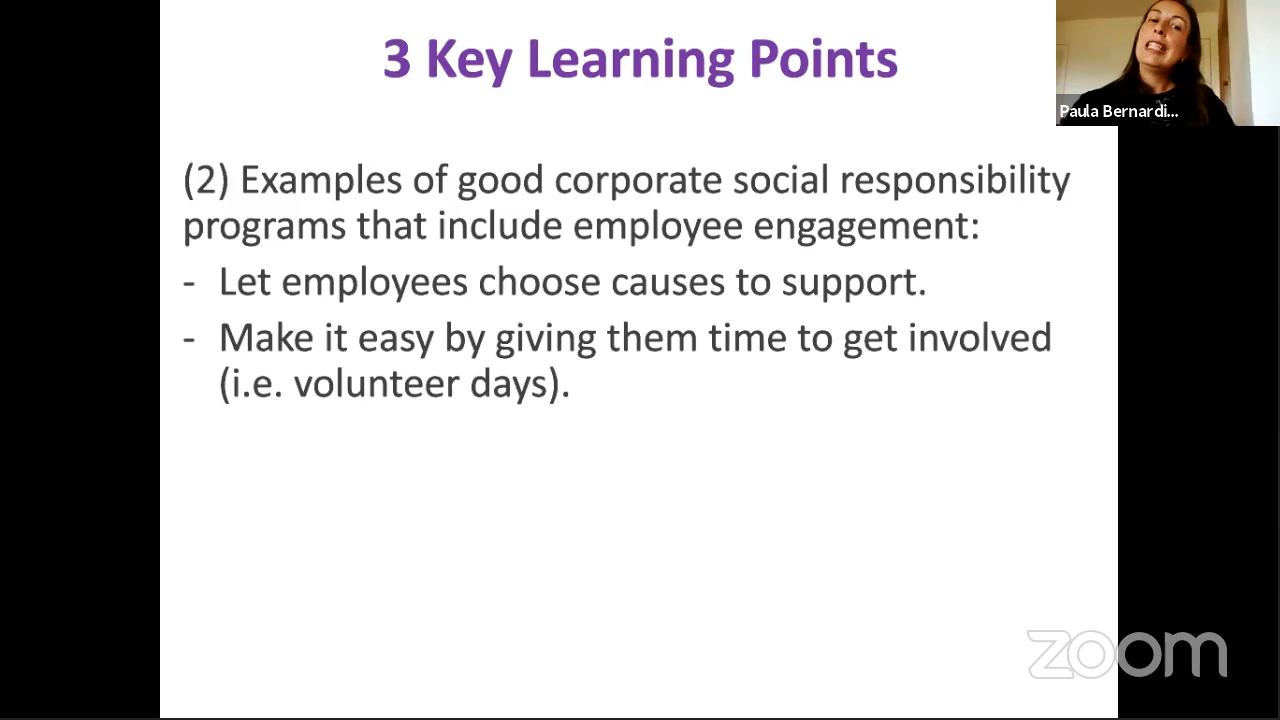 3 Key Learning Points
Paula Bernardi...
(2) Examples of good corporate social responsibility
programs that include employee engagement:
- Let employees choose causes to support.
- Make it easy by giving them time to get involved
(i.e. volunteer days).
zoom